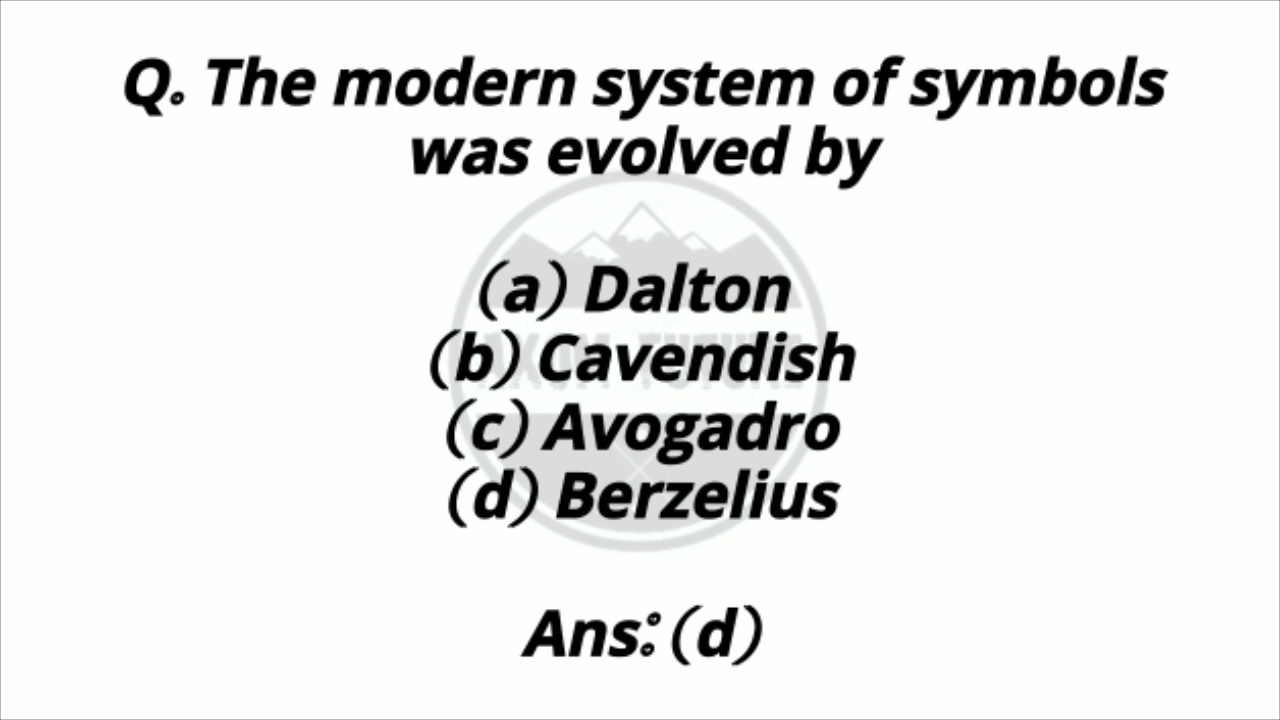 Q. The modern system of symbols
was evolved by
(a) Dalton
(b) Cavendish
(c) Avogadro
(d) Berzelius
Ans: (d)